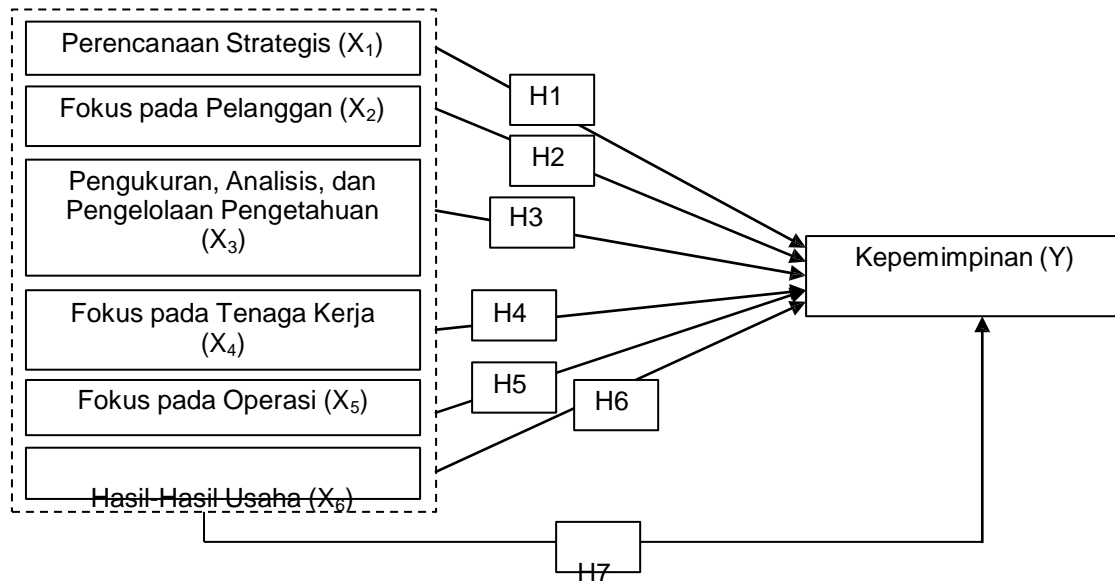 Perencanaan Strategis (X₁)
H1
Fokus pada Pelanggan (X₂)
H2
Pengukuran, Analisis, dan
Pengelolaan Pengetahuan
(X₃)
H3
Kepemimpinan (Y)
Fokus pada Tenaga Kerja
(X₄)
H4
Fokus pada Operasi (X₅)
H5
H6
Hasil-Hasil Usaha (X₆)
H7